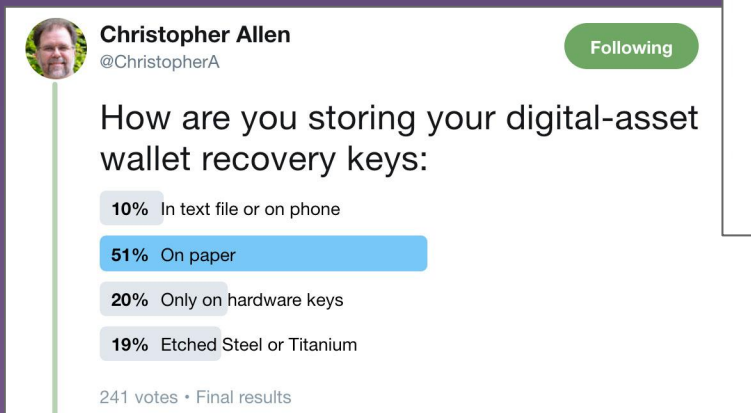 Christopher Allen
@ChristopherA
Following
How are you storing your digital-asset
wallet recovery keys:
10% In text file or on phone
51% On paper
20% Only on hardware keys
19% Etched Steel or Titanium
241 votes • Final results